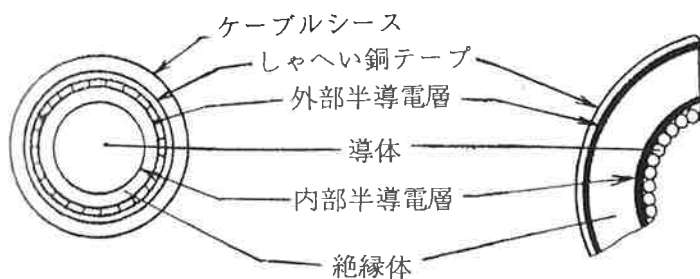 ケーブルシース
しゃへい銅テープ
外部半導電層
導体
内部半導電層
絶縁体